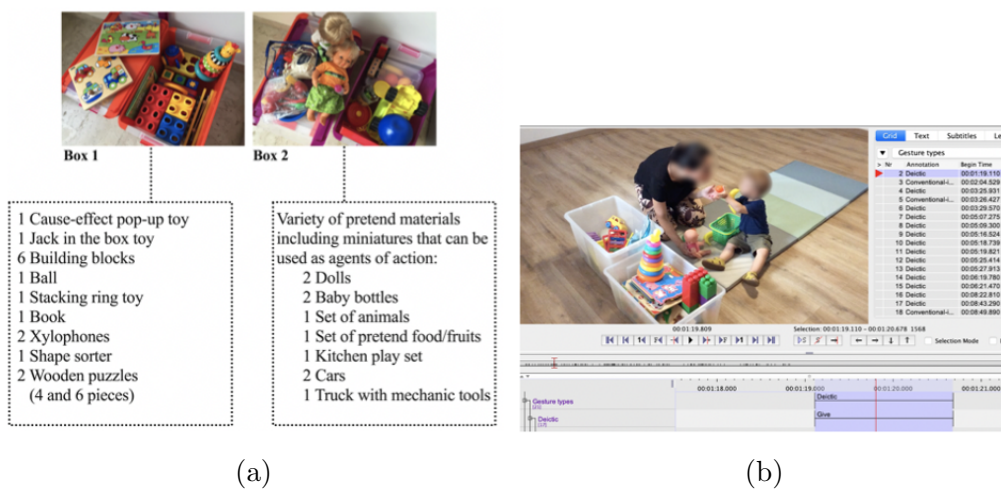 Box 1
Box 2
1 Cause-effect pop-up toy
1 Jack in the box toy
6 Building blocks
1 Ball
1 Stacking ring toy
1 Book
2 Xylophones
1 Shape sorter
2 Wooden puzzles
(4 and 6 pieces)
Variety of pretend materials
including miniatures that can be
used as agents of action:
2 Dolls
2 Baby bottles
1 Set of animals
1 Set of pretend food/fruits
1 Kitchen play set
2 Cars
1 Truck with mechanic tools
(a)
Grid Text Subtitles Le
Gesture types
> Nr Annotation Begin Time
2 Deictic 00:01:19.110
3 Conventional-i... 00:02:04.529
4 Deictic 00:03:25.931
5 Conventional-i... 00:03:26.427
6 Deictic 00:03:29.570
7 Deictic 00:05:07.275
8 Deictic 00:05:09.300
9 Deictic 00:05:16.524
10 Deictic 00:05:18.739
11 Deictic 00:05:19.821
12 Deictic 00:05:25.414
13 Deictic 00:05:27.913
14 Deictic 00:06:19.780
15 Deictic 00:06:21.470
16 Deictic 00:08:22.810
17 Deictic 00:08:43.290
18 Conventional-i... 00:08:49.890
00:01:19.809
Selection: 00:01:19.110 - 00:01:20.678 1568
Selection Mode
00:01:18.000 00:01:19.000 00:01:20.000 00:01:21.000
Gesture types
Deictic
Deictic
Give
(b)